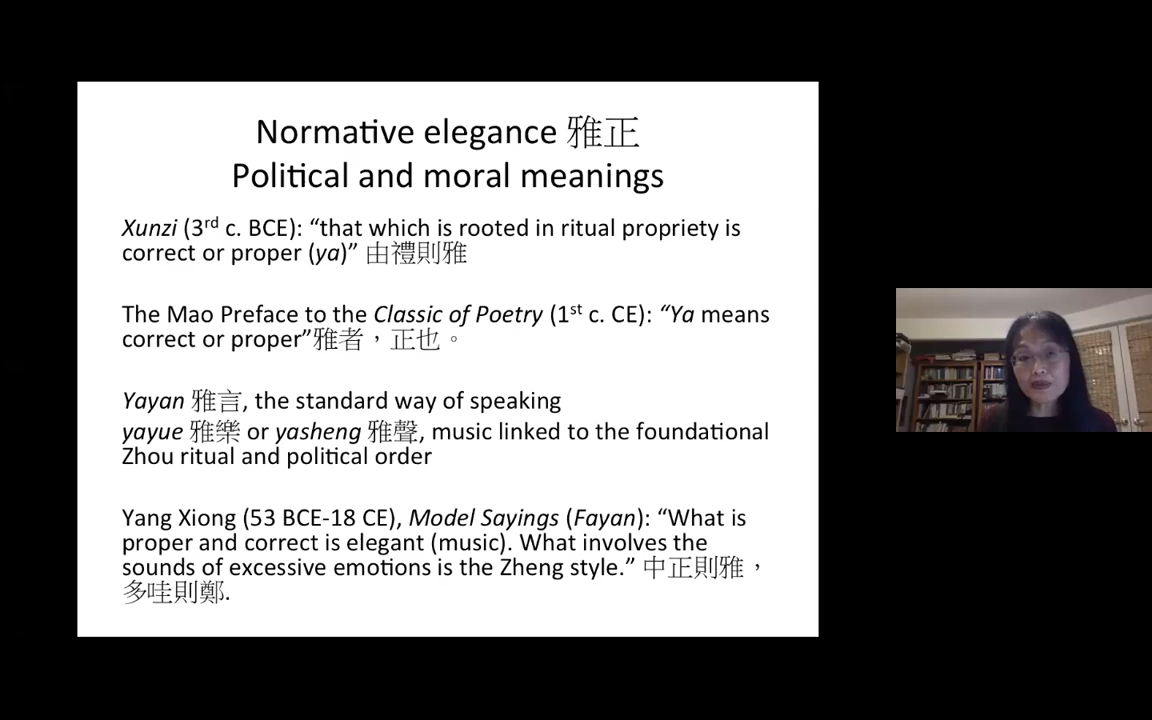 Normative elegance 雅正
Political and moral meanings
Xunzi (3rd c. BCE): “that which is rooted in ritual propriety is
correct or proper (ya)” 由禮則雅
The Mao Preface to the Classic of Poetry (1st c. CE): “Ya means
correct or proper”雅者，正也。
Yayan 雅言, the standard way of speaking
yayue 雅樂 or yasheng 雅聲, music linked to the foundational
Zhou ritual and political order
Yang Xiong (53 BCE-18 CE), Model Sayings (Fayan): “What is
proper and correct is elegant (music). What involves the
sounds of excessive emotions is the Zheng style.” 中正則雅，
多哇則鄭.